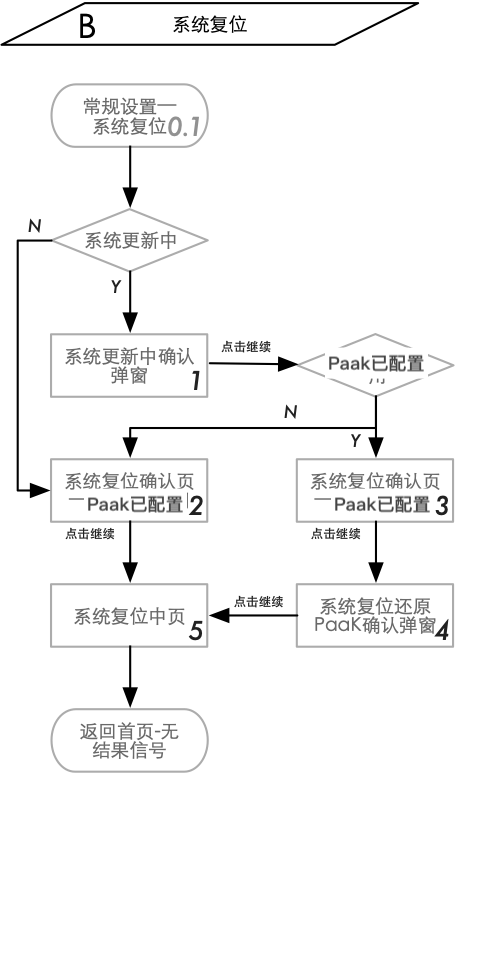 B 系统复位
常规设置一
系统复位0.1
系统更新中
N
Y
系统更新中确认
弹窗
1
点击继续
Paak已配置
N
Y
系统复位确认页
一Paak已配置
2
系统复位确认页
一Paak已配置
3
点击继续
点击继续
系统复位中页
5
点击继续
系统复位还原
PaaK确认弹窗
4
返回首页-无
结果信号